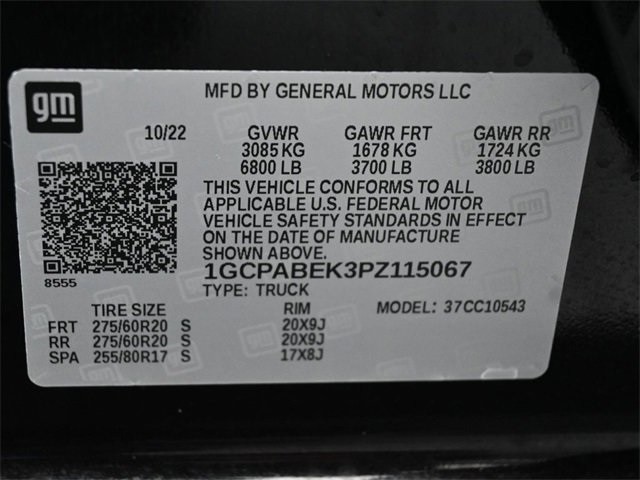 gm
MFD BY GENERAL MOTORS LLC
10/22 GVWR GAWR FRT GAWR RR
3085 KG 1678 KG 1724 KG
6800 LB 3700 LB 3800 LB
THIS VEHICLE CONFORMS TO ALL
APPLICABLE U.S. FEDERAL MOTOR
VEHICLE SAFETY STANDARDS IN EFFECT
ON THE DATE OF MANUFACTURE
SHOWN ABOVE.
1GCPABEK3PZ115067
8555
TYPE: TRUCK
TIRE SIZE RIM MODEL: 37CC10543
FRT 275/60R20 S 20X9J
RR 275/60R20 S 20X9J
SPA 255/80R17 S 17X8J